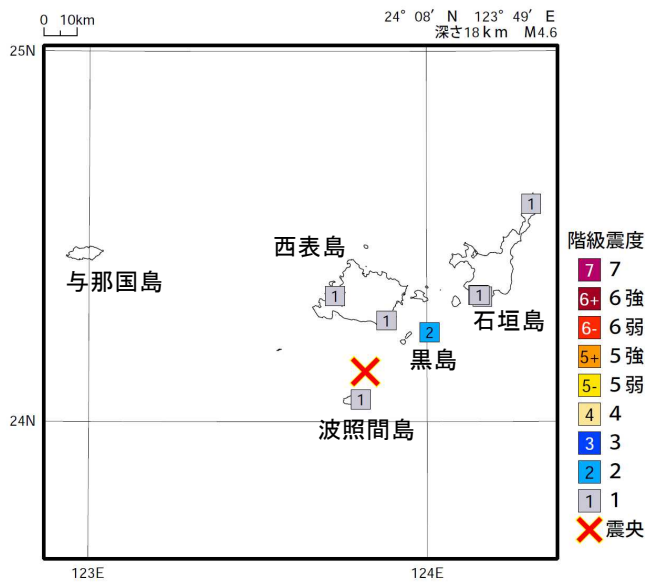 0 10km
24° 08′ N 123° 49′ E
深さ18km M4.6
25N
24N
123E
124E
与那国島
西表島
石垣島
黒島
波照間島
1
1
1
1
2
1
階級震度
7 7
6+ 6強
6- 6弱
5+ 5強
5- 5弱
4 4
3 3
2 2
1 1
震央